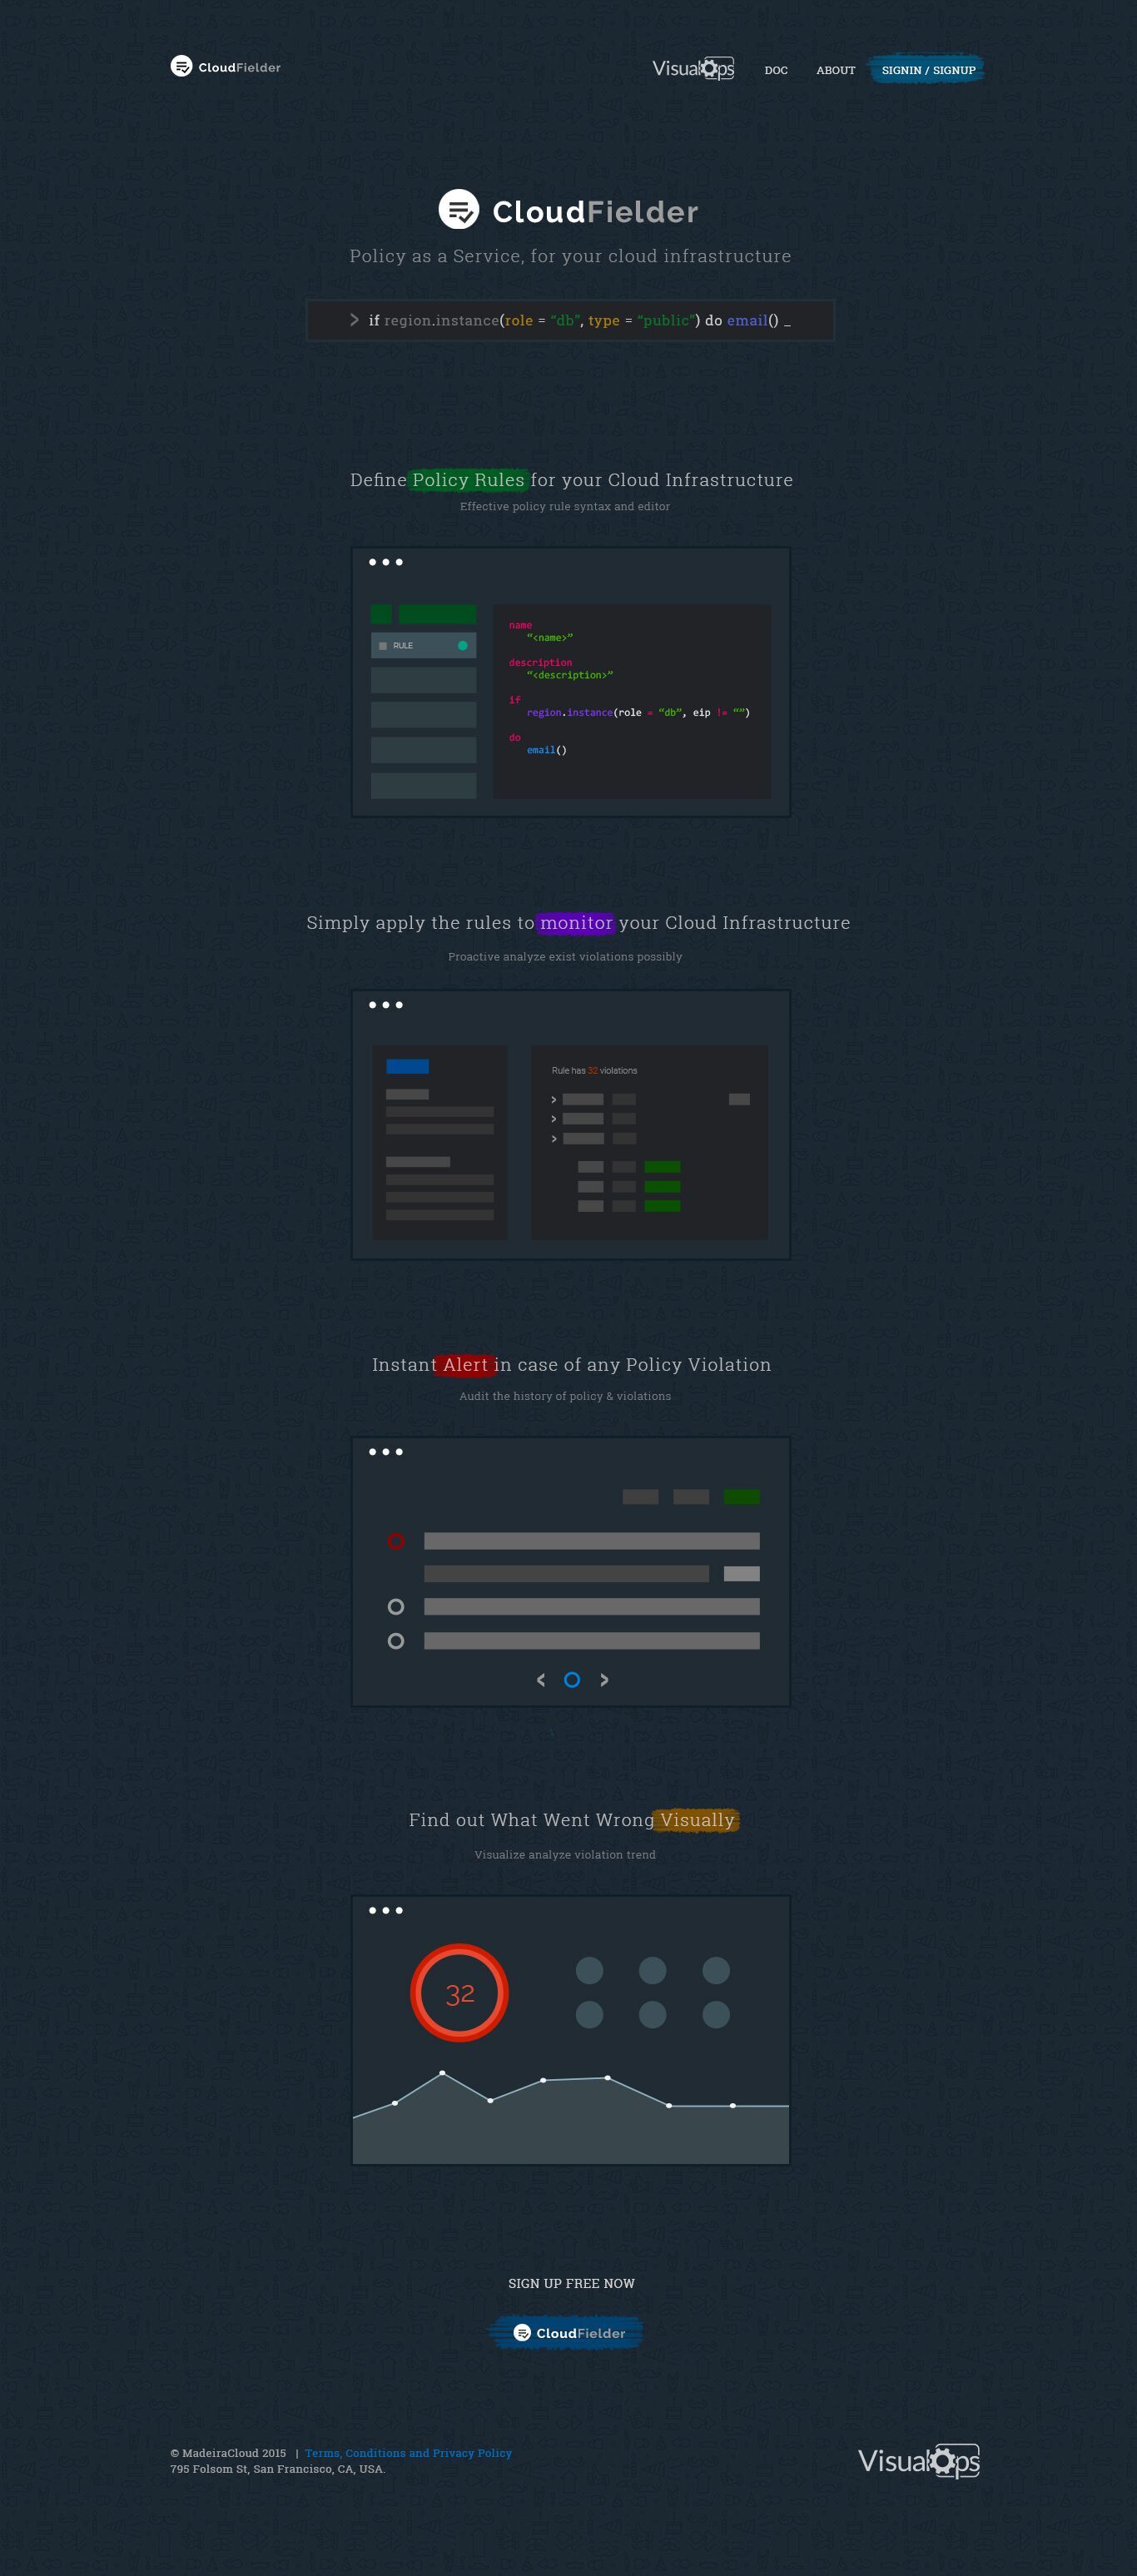 CloudFielder
VisualOps DOC ABOUT SIGNIN / SIGNUP
CloudFielder
Policy as a Service, for your cloud infrastructure
> if region.instance(role = “db”, type = “public”) do email() _
Define Policy Rules for your Cloud Infrastructure
Effective policy rule syntax and editor
RULE
name
“<name>”
description
“<description>”
if
region.instance(role = “db”, eip != “”)
do
email()
Simply apply the rules to monitor your Cloud Infrastructure
Proactive analyze exist violations possibly
Rule has 32 violations
Instant Alert in case of any Policy Violation
Audit the history of policy & violations
Find out What Went Wrong Visually
Visualize analyze violation trend
32
SIGN UP FREE NOW
CloudFielder
© MadeiraCloud 2015 | Terms, Conditions and Privacy Policy
795 Folsom St, San Francisco, CA, USA.
VisualOps